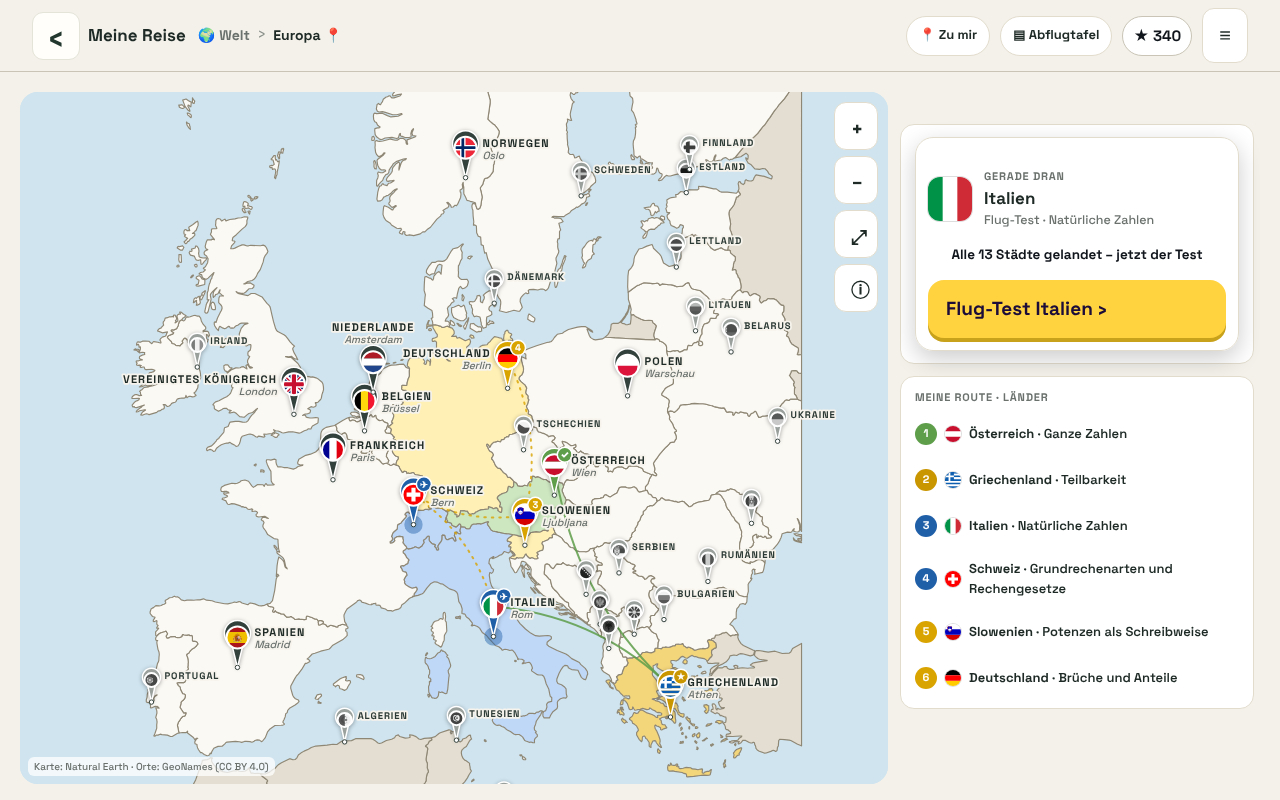 < Meine Reise 🌍 Welt > Europa 📍
📍 Zu mir
▤ Abflugtafel
★ 340
≡
+
−
⤢
ⓘ
NORWEGEN
Oslo
FINNLAND
SCHWEDEN
ESTLAND
LETTLAND
DÄNEMARK
LITAUEN
BELARUS
IRLAND
NIEDERLANDE
Amsterdam
DEUTSCHLAND
Berlin
4
POLEN
Warschau
VEREINIGTES KÖNIGREICH
London
BELGIEN
Brüssel
UKRAINE
TSCHECHIEN
FRANKREICH
Paris
ÖSTERREICH
Wien
SCHWEIZ
Bern
3
SLOWENIEN
Ljubljana
SERBIEN
RUMÄNIEN
BULGARIEN
ITALIEN
Rom
SPANIEN
Madrid
PORTUGAL
GRIECHENLAND
Athen
ALGERIEN
TUNESIEN
Karte: Natural Earth · Orte: GeoNames (CC BY 4.0)
GERADE DRAN
Italien
Flug-Test · Natürliche Zahlen
Alle 13 Städte gelandet – jetzt der Test
Flug-Test Italien >
MEINE ROUTE · LÄNDER
1 Österreich · Ganze Zahlen
2 Griechenland · Teilbarkeit
3 Italien · Natürliche Zahlen
4 Schweiz · Grundrechenarten und
Rechengesetze
5 Slowenien · Potenzen als Schreibweise
6 Deutschland · Brüche und Anteile